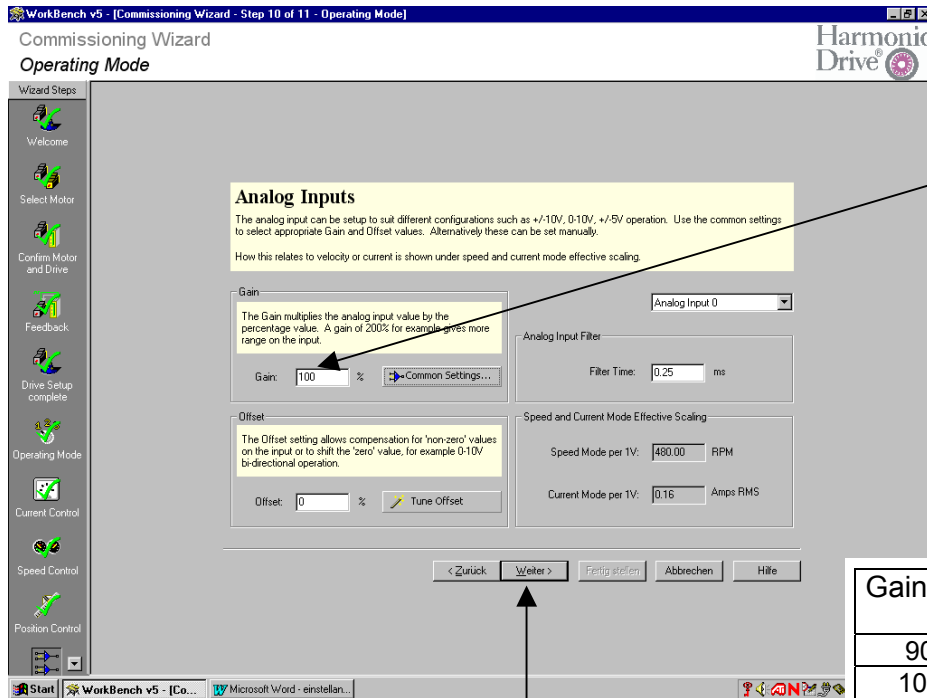 WorkBench v5 - [Commissioning Wizard - Step 10 of 11 - Operating Mode]
Commissioning Wizard
Operating Mode
Harmonic
Drive®
Wizard Steps
Welcome
Select Motor
Confirm Motor
and Drive
Feedback
Drive Setup
complete
Operating Mode
Current Control
Speed Control
Position Control
Analog Inputs
The analog input can be setup to suit different configurations such as +/-10V, 0-10V, +/-5V operation. Use the common settings
to select appropriate Gain and Offset values. Alternatively these can be set manually.
How this relates to velocity or current is shown under speed and current mode effective scaling.
Gain
The Gain multiplies the analog input value by the
percentage value. A gain of 200% for example gives more
range on the input.
Gain: 100 % Common Settings...
Offset
The Offset setting allows compensation for 'non-zero' values
on the input or to shift the 'zero' value, for example 0-10V
bi-directional operation.
Offset: 0 % Tune Offset
Analog Input 0
Analog Input Filter
Filter Time: 0.25 ms
Speed and Current Mode Effective Scaling
Speed Mode per 1V: 480.00 RPM
Current Mode per 1V: 0.16 Amps RMS
< Zurück Weiter > Fertig stellen Abbrechen Hilfe
Gain
90
10
Start WorkBench v5 - [Co... Microsoft Word - einstellan...